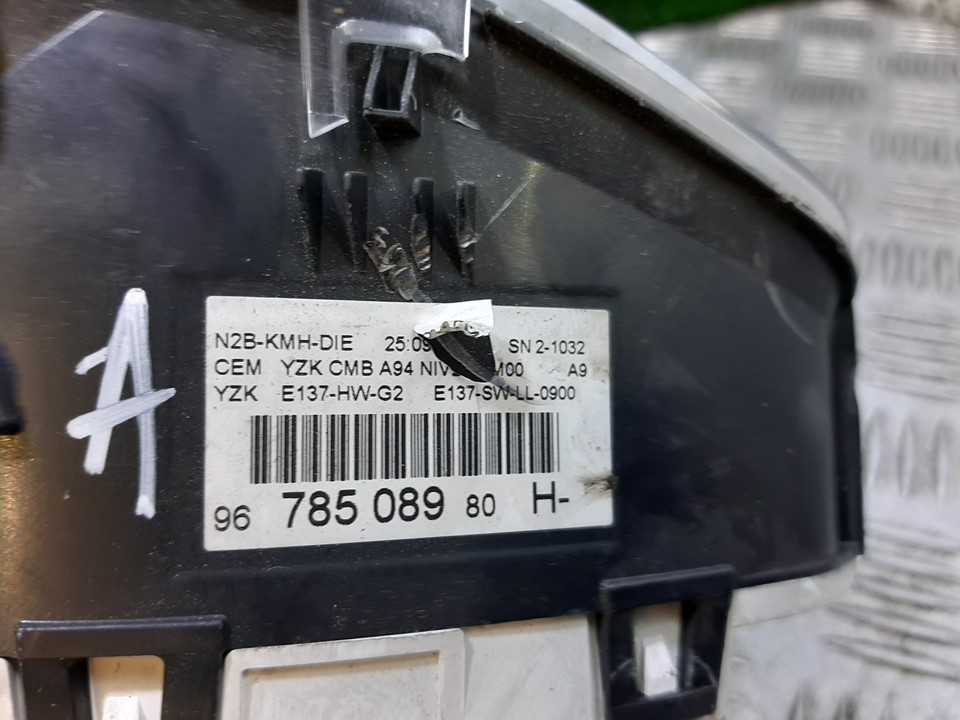 A
N2B-KMH-DIE SN 2-1032
CEM YZK CMB A94 A9
YZK E137-HW-G2 E137-SW-LL-0900
96 785 089 80 H-